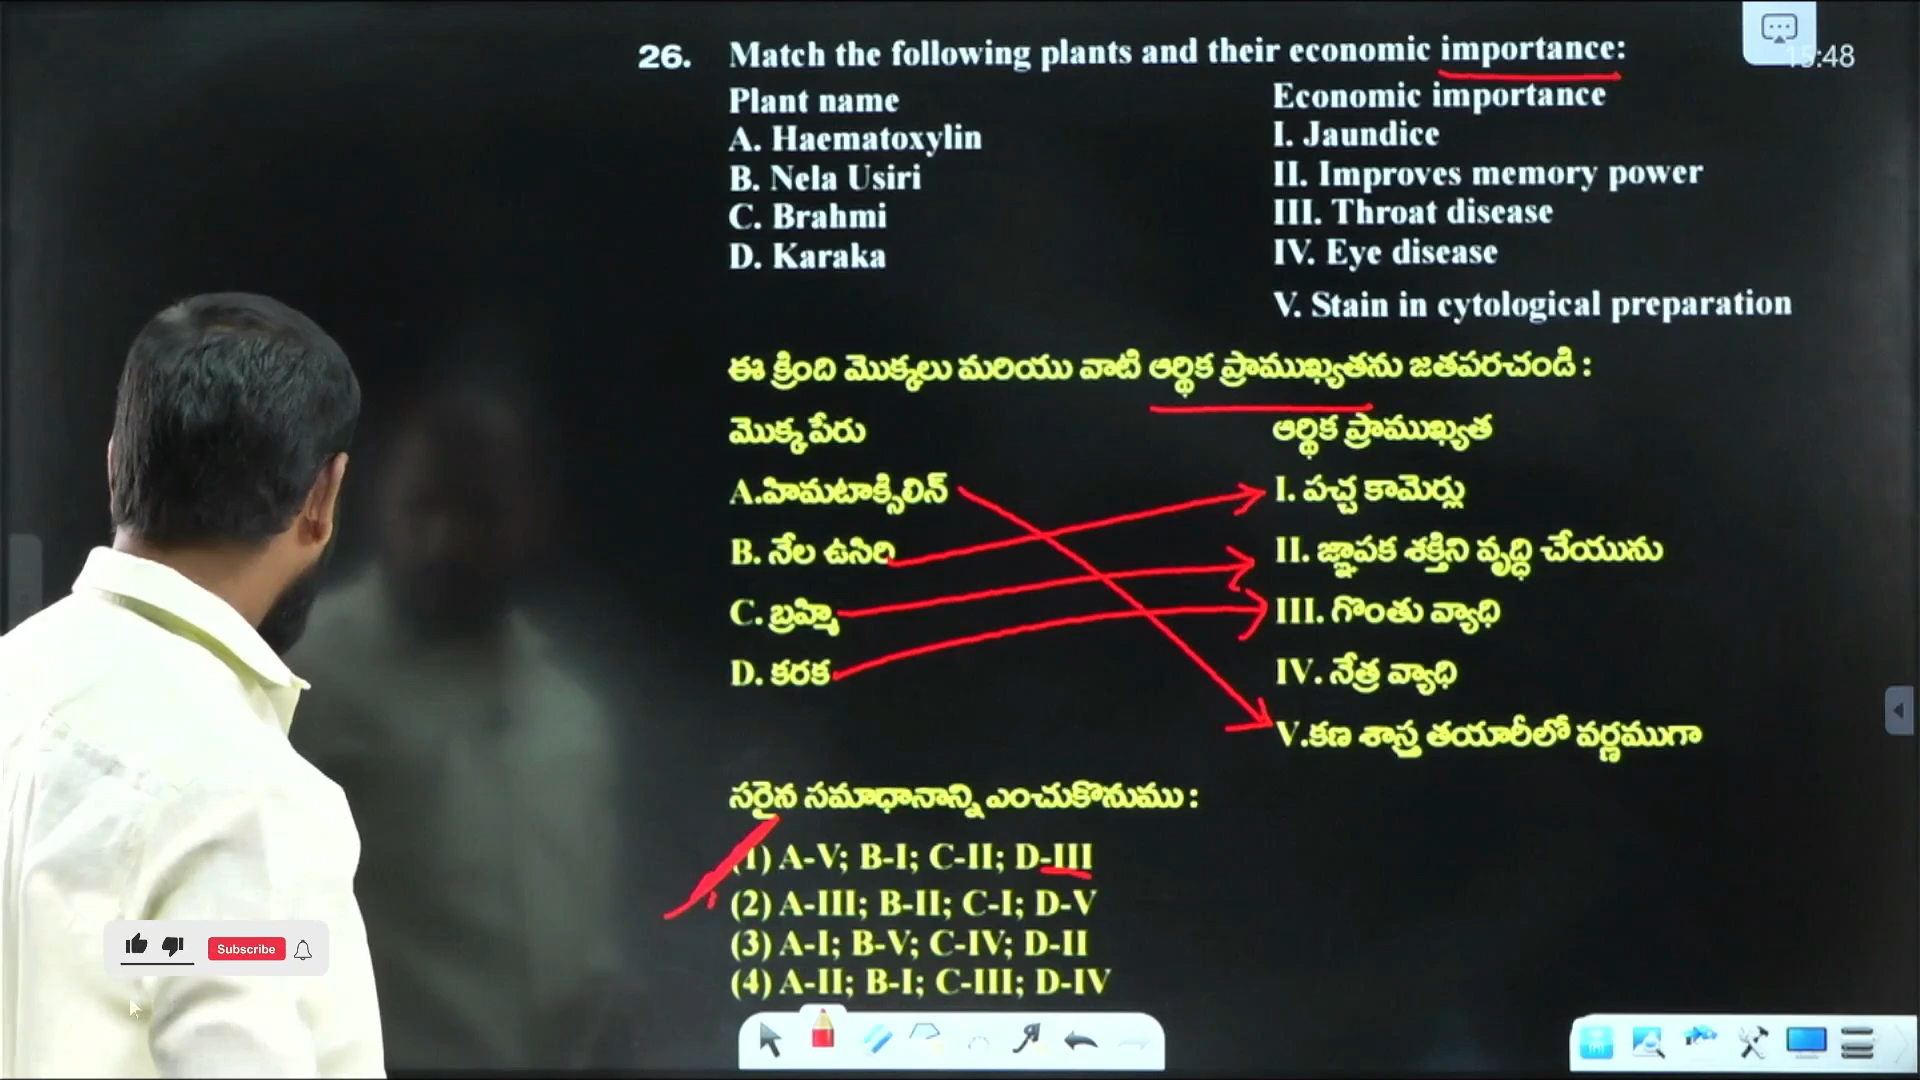 15:48
26. Match the following plants and their economic importance:
Plant name Economic importance
A. Haematoxylin I. Jaundice
B. Nela Usiri II. Improves memory power
C. Brahmi III. Throat disease
D. Karaka IV. Eye disease
V. Stain in cytological preparation
ఈ క్రింది మొక్కలు మరియు వాటి ఆర్థిక ప్రాముఖ్యతను జతపరచండి :
మొక్క పేరు ఆర్థిక ప్రాముఖ్యత
A.హిమటాక్సిలిన్ I. పచ్చ కామెర్లు
B. నేల ఉసిరి II. జ్ఞాపక శక్తిని వృద్ధి చేయును
C. బ్రహ్మి III. గొంతు వ్యాధి
D. కరక IV. నేత్ర వ్యాధి
V.కణ శాస్త్ర తయారీలో వర్ణముగా
సరైన సమాధానాన్ని ఎంచుకొనుము :
(1) A-V; B-I; C-II; D-III
(2) A-III; B-II; C-I; D-V
(3) A-I; B-V; C-IV; D-II
(4) A-II; B-I; C-III; D-IV
Subscribe